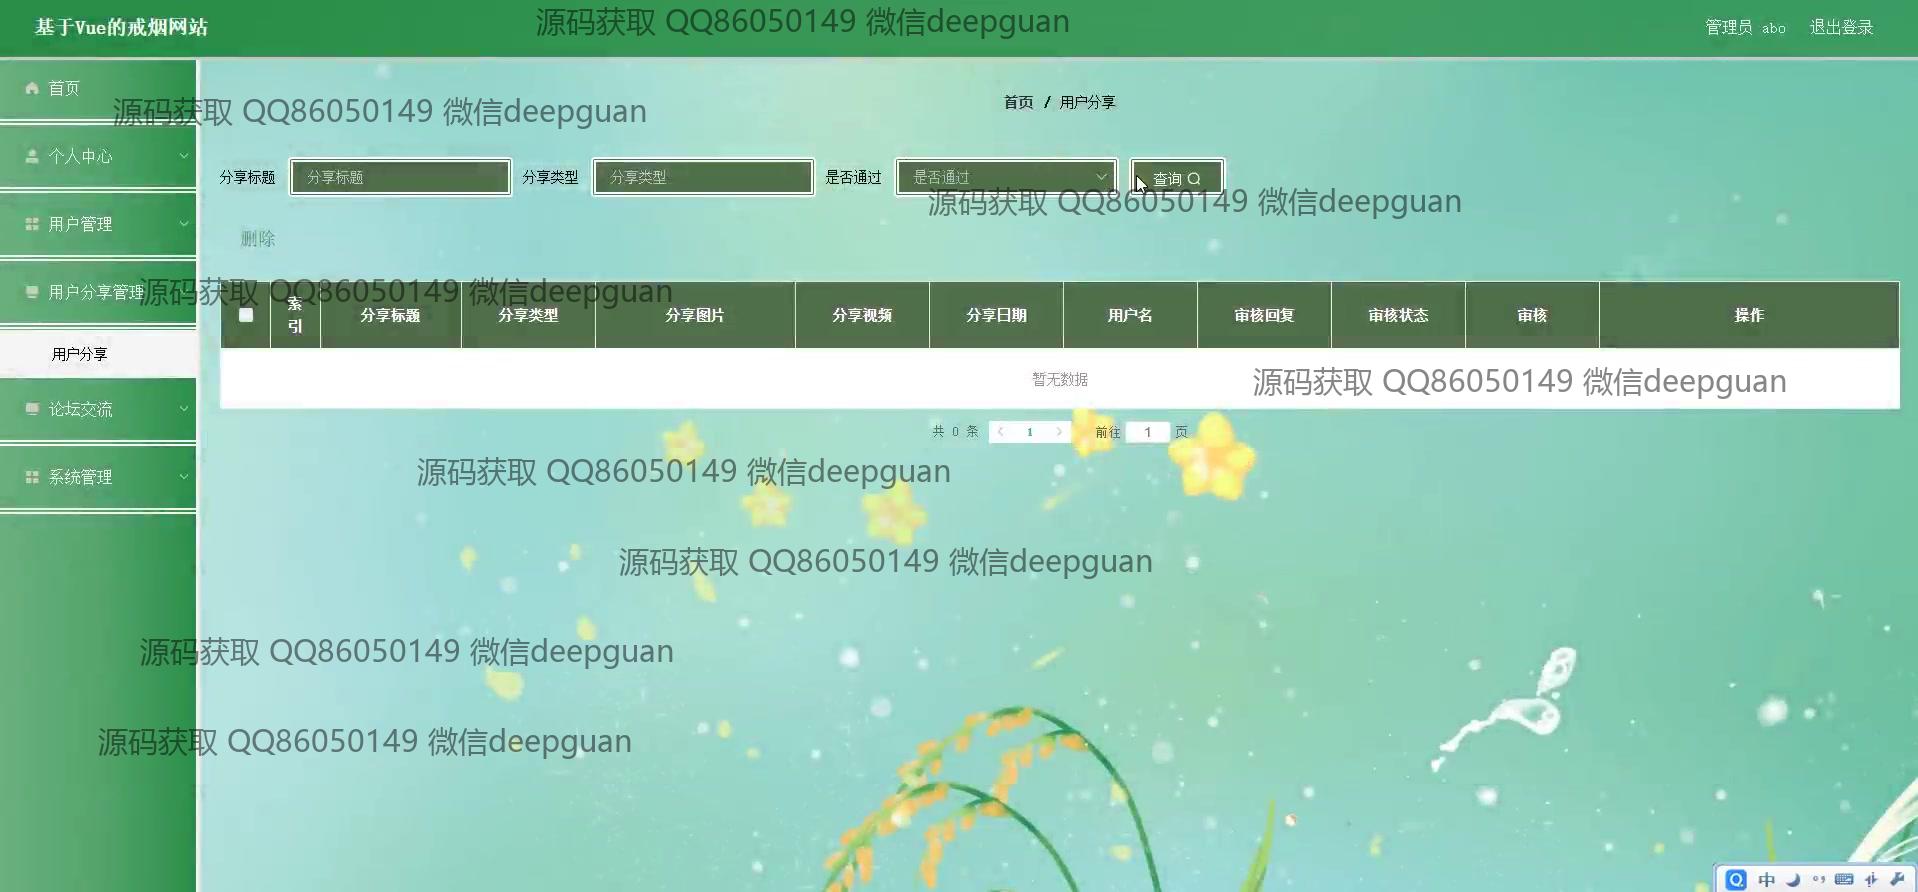 基于Vue的戒烟网站
源码获取 QQ86050149 微信deepguan
管理员 abo 退出登录
首页
源码获取 QQ86050149 微信deepguan
首页 / 用户分享
个人中心
分享标题 分享标题 分享类型 分享类型 是否通过 是否通过 查询
源码获取 QQ86050149 微信deepguan
用户管理
删除
用户分享管理
源码获取 QQ86050149 微信deepguan
索引 分享标题 分享类型 分享图片 分享视频 分享日期 用户名 审核回复 审核状态 审核 操作
用户分享
暂无数据
源码获取 QQ86050149 微信deepguan
论坛交流
共 0 条 1 前往 1 页
系统管理
源码获取 QQ86050149 微信deepguan
源码获取 QQ86050149 微信deepguan
源码获取 QQ86050149 微信deepguan
源码获取 QQ86050149 微信deepguan
中